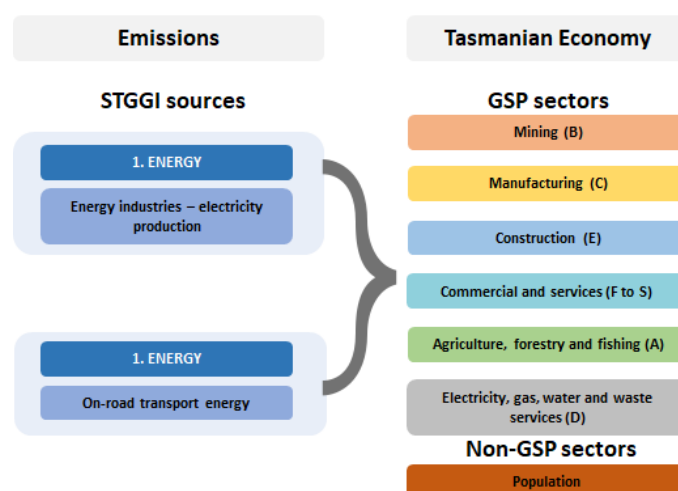 Emissions
STGGI sources
1. ENERGY
Energy industries – electricity
production
1. ENERGY
On-road transport energy
Tasmanian Economy
GSP sectors
Mining (B)
Manufacturing (C)
Construction (E)
Commercial and services (F to S)
Agriculture, forestry and fishing (A)
Electricity, gas, water and waste
services (D)
Non-GSP sectors
Population